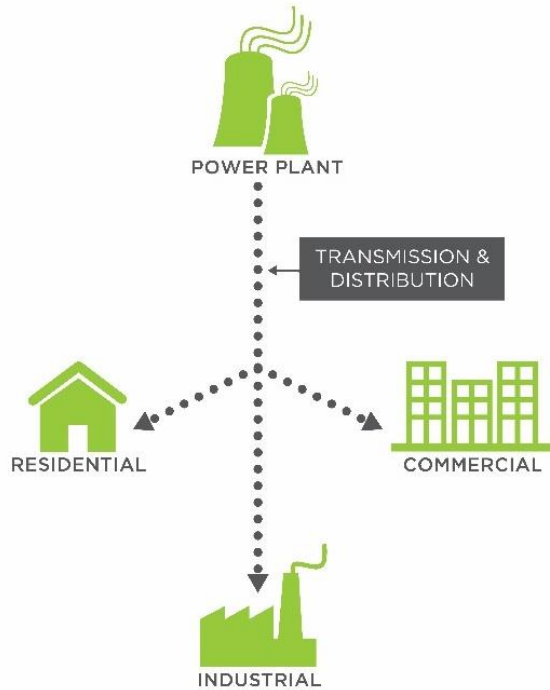 POWER PLANT
TRANSMISSION &
DISTRIBUTION
RESIDENTIAL
COMMERCIAL
INDUSTRIAL